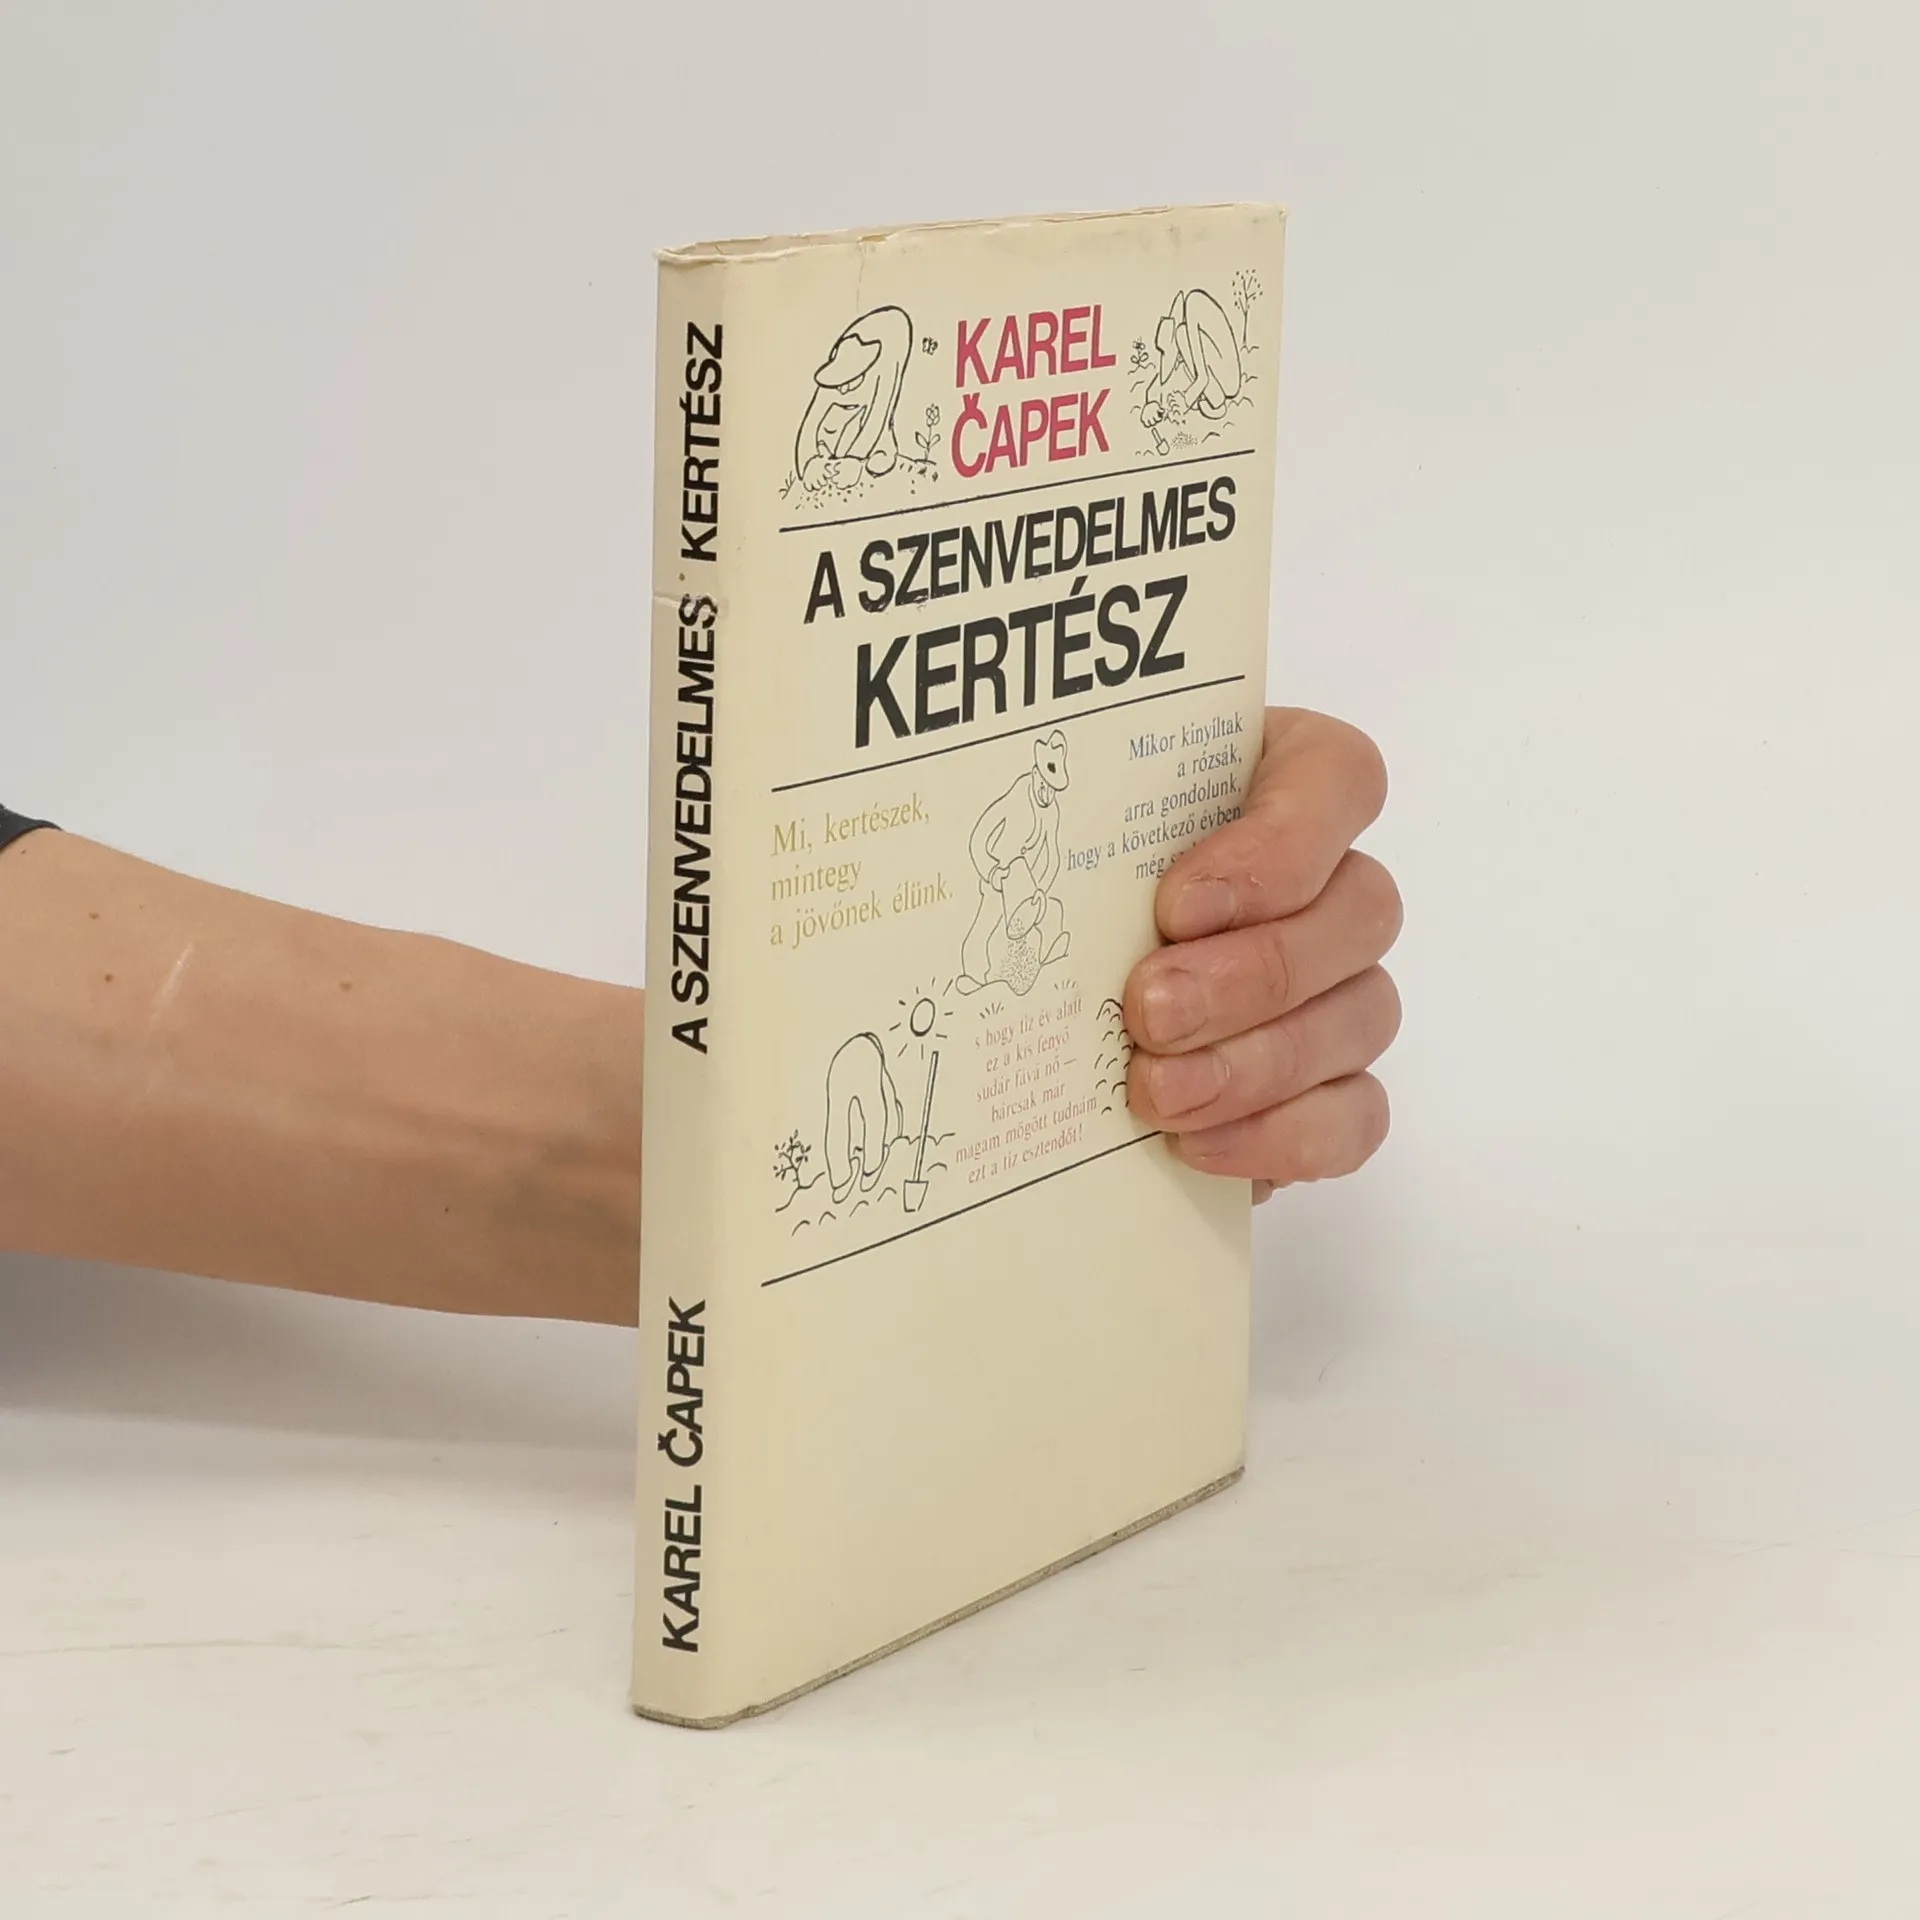 A SZENVEDELMES KERTÉSZ
KAREL ČAPEK
KAREL
ČAPEK
A SZENVEDELMES
KERTÉSZ
Mi, kertészek,
mintegy
a jövőnek élünk.
Mikor kinyíltak
a rózsák,
arra gondolunk,
hogy a következő évben
még
s hogy tíz év alatt
ez a kis fenyő
sudár fává nő —
bárcsak már
magam mögött tudnám
ezt a tíz esztendőt!